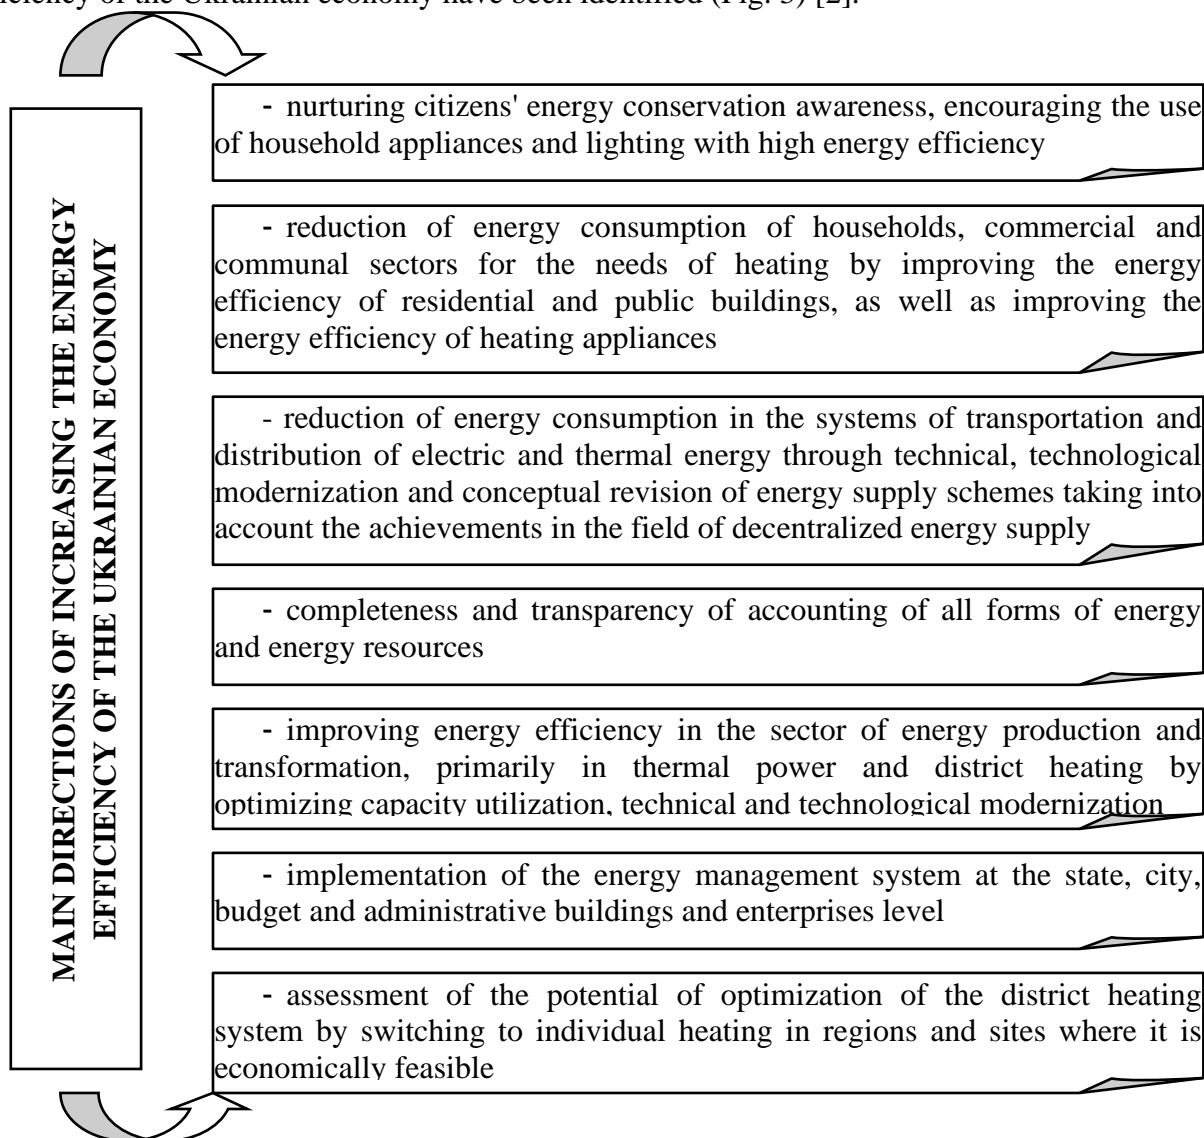 efficiency of the Ukrainian economy have been identified (Fig. 3) [2].
MAIN DIRECTIONS OF INCREASING THE ENERGY
EFFICIENCY OF THE UKRAINIAN ECONOMY
- nurturing citizens' energy conservation awareness, encouraging the use
of household appliances and lighting with high energy efficiency
- reduction of energy consumption of households, commercial and
communal sectors for the needs of heating by improving the energy
efficiency of residential and public buildings, as well as improving the
energy efficiency of heating appliances
- reduction of energy consumption in the systems of transportation and
distribution of electric and thermal energy through technical, technological
modernization and conceptual revision of energy supply schemes taking into
account the achievements in the field of decentralized energy supply
- completeness and transparency of accounting of all forms of energy
and energy resources
- improving energy efficiency in the sector of energy production and
transformation, primarily in thermal power and district heating by
optimizing capacity utilization, technical and technological modernization
- implementation of the energy management system at the state, city,
budget and administrative buildings and enterprises level
- assessment of the potential of optimization of the district heating
system by switching to individual heating in regions and sites where it is
economically feasible